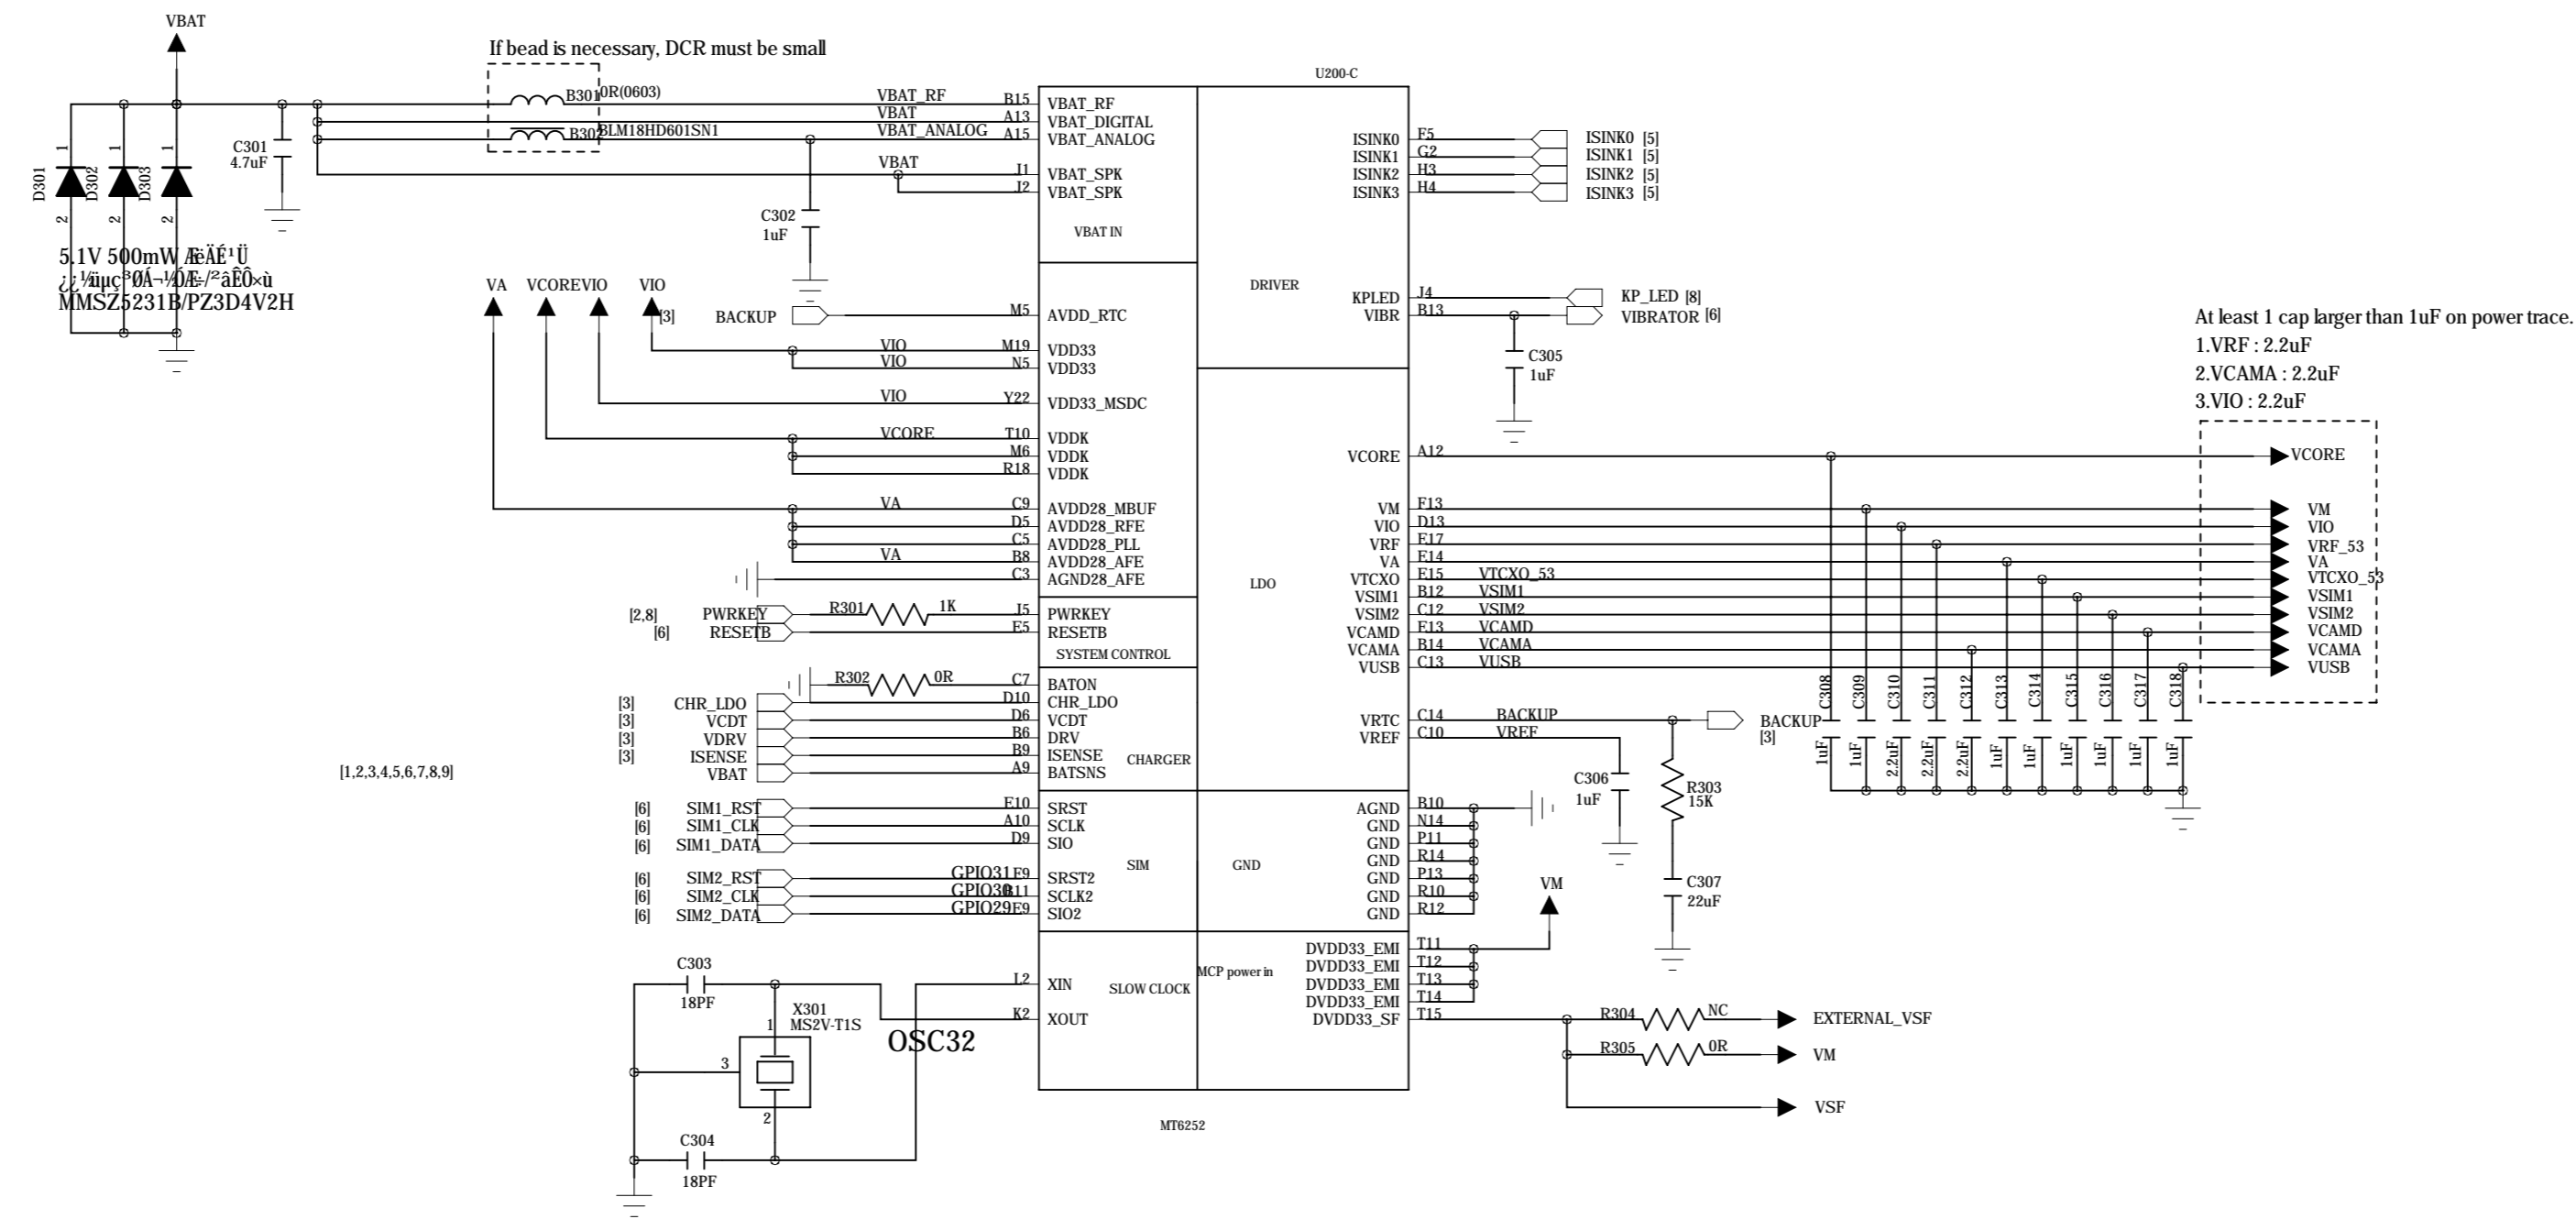 VBAT
If bead is necessary, DCR must be small
B301 0R(0603)
B302 BLM18HD601SN1
VBAT_RF
VBAT
VBAT_ANALOG
VBAT
C301
4.7uF
C302
1uF
D301
D302
D303
1
1
1
2
2
2
5.1V 500mW
MMSZ5231B/PZ3D4V2H
U200-C
B15 VBAT_RF
A13 VBAT_DIGITAL
A15 VBAT_ANALOG
J1 VBAT_SPK
J2 VBAT_SPK
VBAT IN
VA
VCORE
VIO
VIO
[3] BACKUP M5 AVDD_RTC
VIO M19 VDD33
VIO N5 VDD33
VIO Y22 VDD33_MSDC
VCORE T10 VDDK
M6 VDDK
R18 VDDK
VA C9 AVDD28_MBUF
D5 AVDD28_RFE
C5 AVDD28_PLL
VA B8 AVDD28_AFE
C3 AGND28_AFE
[2,8] PWRKEY R301 1K J5 PWRKEY
[6] RESETB E5 RESETB
SYSTEM CONTROL
R302 0R C7 BATON
[3] CHR_LDO D10 CHR_LDO
[3] VCDT D6 VCDT
[3] VDRV B6 DRV
[3] ISENSE B9 ISENSE
VBAT A9 BATSNS
CHARGER
[1,2,3,4,5,6,7,8,9]
[6] SIM1_RST E10 SRST
[6] SIM1_CLK A10 SCLK
[6] SIM1_DATA D9 SIO
[6] SIM2_RST GPIO31 F9 SRST2
[6] SIM2_CLK GPIO30 B11 SCLK2
[6] SIM2_DATA GPIO29 E9 SIO2
SIM
C303
18PF
X301
MS2V-T1S
1
3
2
OSC32
C304
18PF
L2 XIN
K2 XOUT
SLOW CLOCK
ISINK0 F5 ISINK0 [5]
ISINK1 G2 ISINK1 [5]
ISINK2 H3 ISINK2 [5]
ISINK3 H4 ISINK3 [5]
DRIVER
KPLED J4 KP_LED [8]
VIBR B13 VIBRATOR [6]
C305
1uF
At least 1 cap larger than 1uF on power trace.
1.VRF : 2.2uF
2.VCAMA : 2.2uF
3.VIO : 2.2uF
LDO
VCORE A12 VCORE
VM F13 VM
VIO D13 VIO
VRF E17 VRF_53
VA E14 VA
VTCXO E15 VTCXO_53 VTCXO_53
VSIM1 B12 VSIM1 VSIM1
VSIM2 C12 VSIM2 VSIM2
VCAMD E13 VCAMD VCAMD
VCAMA B14 VCAMA VCAMA
VUSB C13 VUSB VUSB
C308 C309 C310 C311 C312 C313 C314 C315 C316 C317 C318
1uF 1uF 2.2uF 2.2uF 2.2uF 1uF 1uF 1uF 1uF 1uF 1uF
VRTC C14 BACKUP BACKUP
[3]
VREF C10 VREF
C306
1uF
R303
15K
C307
22uF
GND
AGND B10
GND N14
GND P11
GND R14
GND P13
GND R10
GND R12
VM
MCP power in
DVDD33_EMI T11
DVDD33_EMI T12
DVDD33_EMI T13
DVDD33_EMI T14
DVDD33_SF T15
R304 NC EXTERNAL_VSF
R305 0R VM
VSF
MT6252